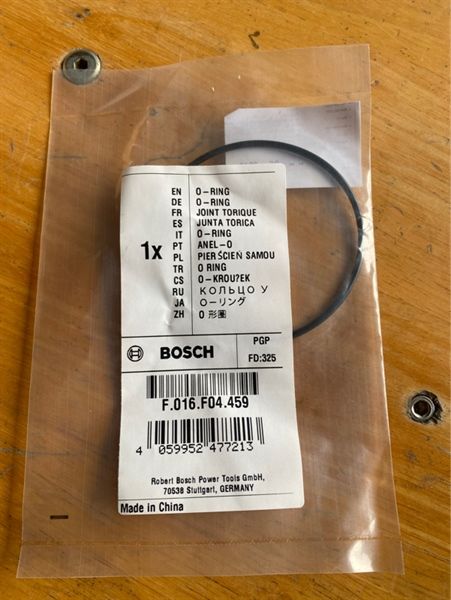 1x
EN O-RING
DE O-RING
FR JOINT TORIQUE
ES JUNTA TORICA
IT O-RING
PT ANEL-O
PL PIERŚCIEŃ SAMOU
TR O RING
CS O-KROU?EK
RU КОЛЬЦО У
JA O-リング
ZH O 形圈
BOSCH
PGP
FD:325
F.016.F04.459
4 059952 477213
Robert Bosch Power Tools GmbH,
70538 Stuttgart, GERMANY
Made in China